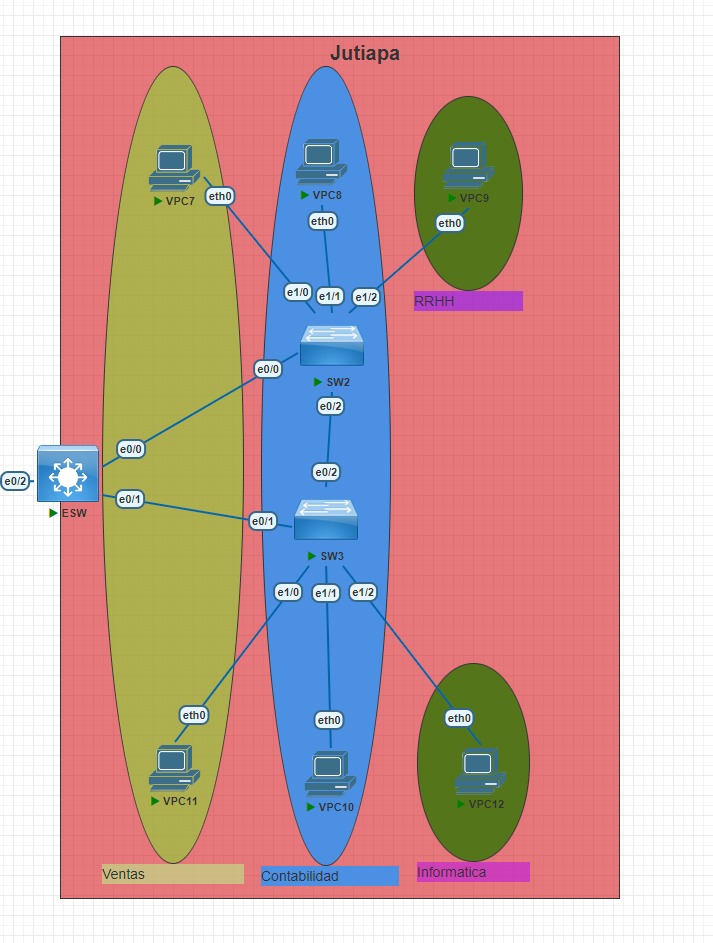 Jutiapa
VPC7
VPC8
VPC9
eth0
eth0
eth0
RRHH
e1/0
e1/1
e1/2
SW2
e0/0
e0/2
e0/0
e0/2
ESW
e0/1
e0/2
e0/1
SW3
e1/0
e1/1
e1/2
eth0
eth0
eth0
VPC11
VPC10
VPC12
Ventas
Contabilidad
Informatica